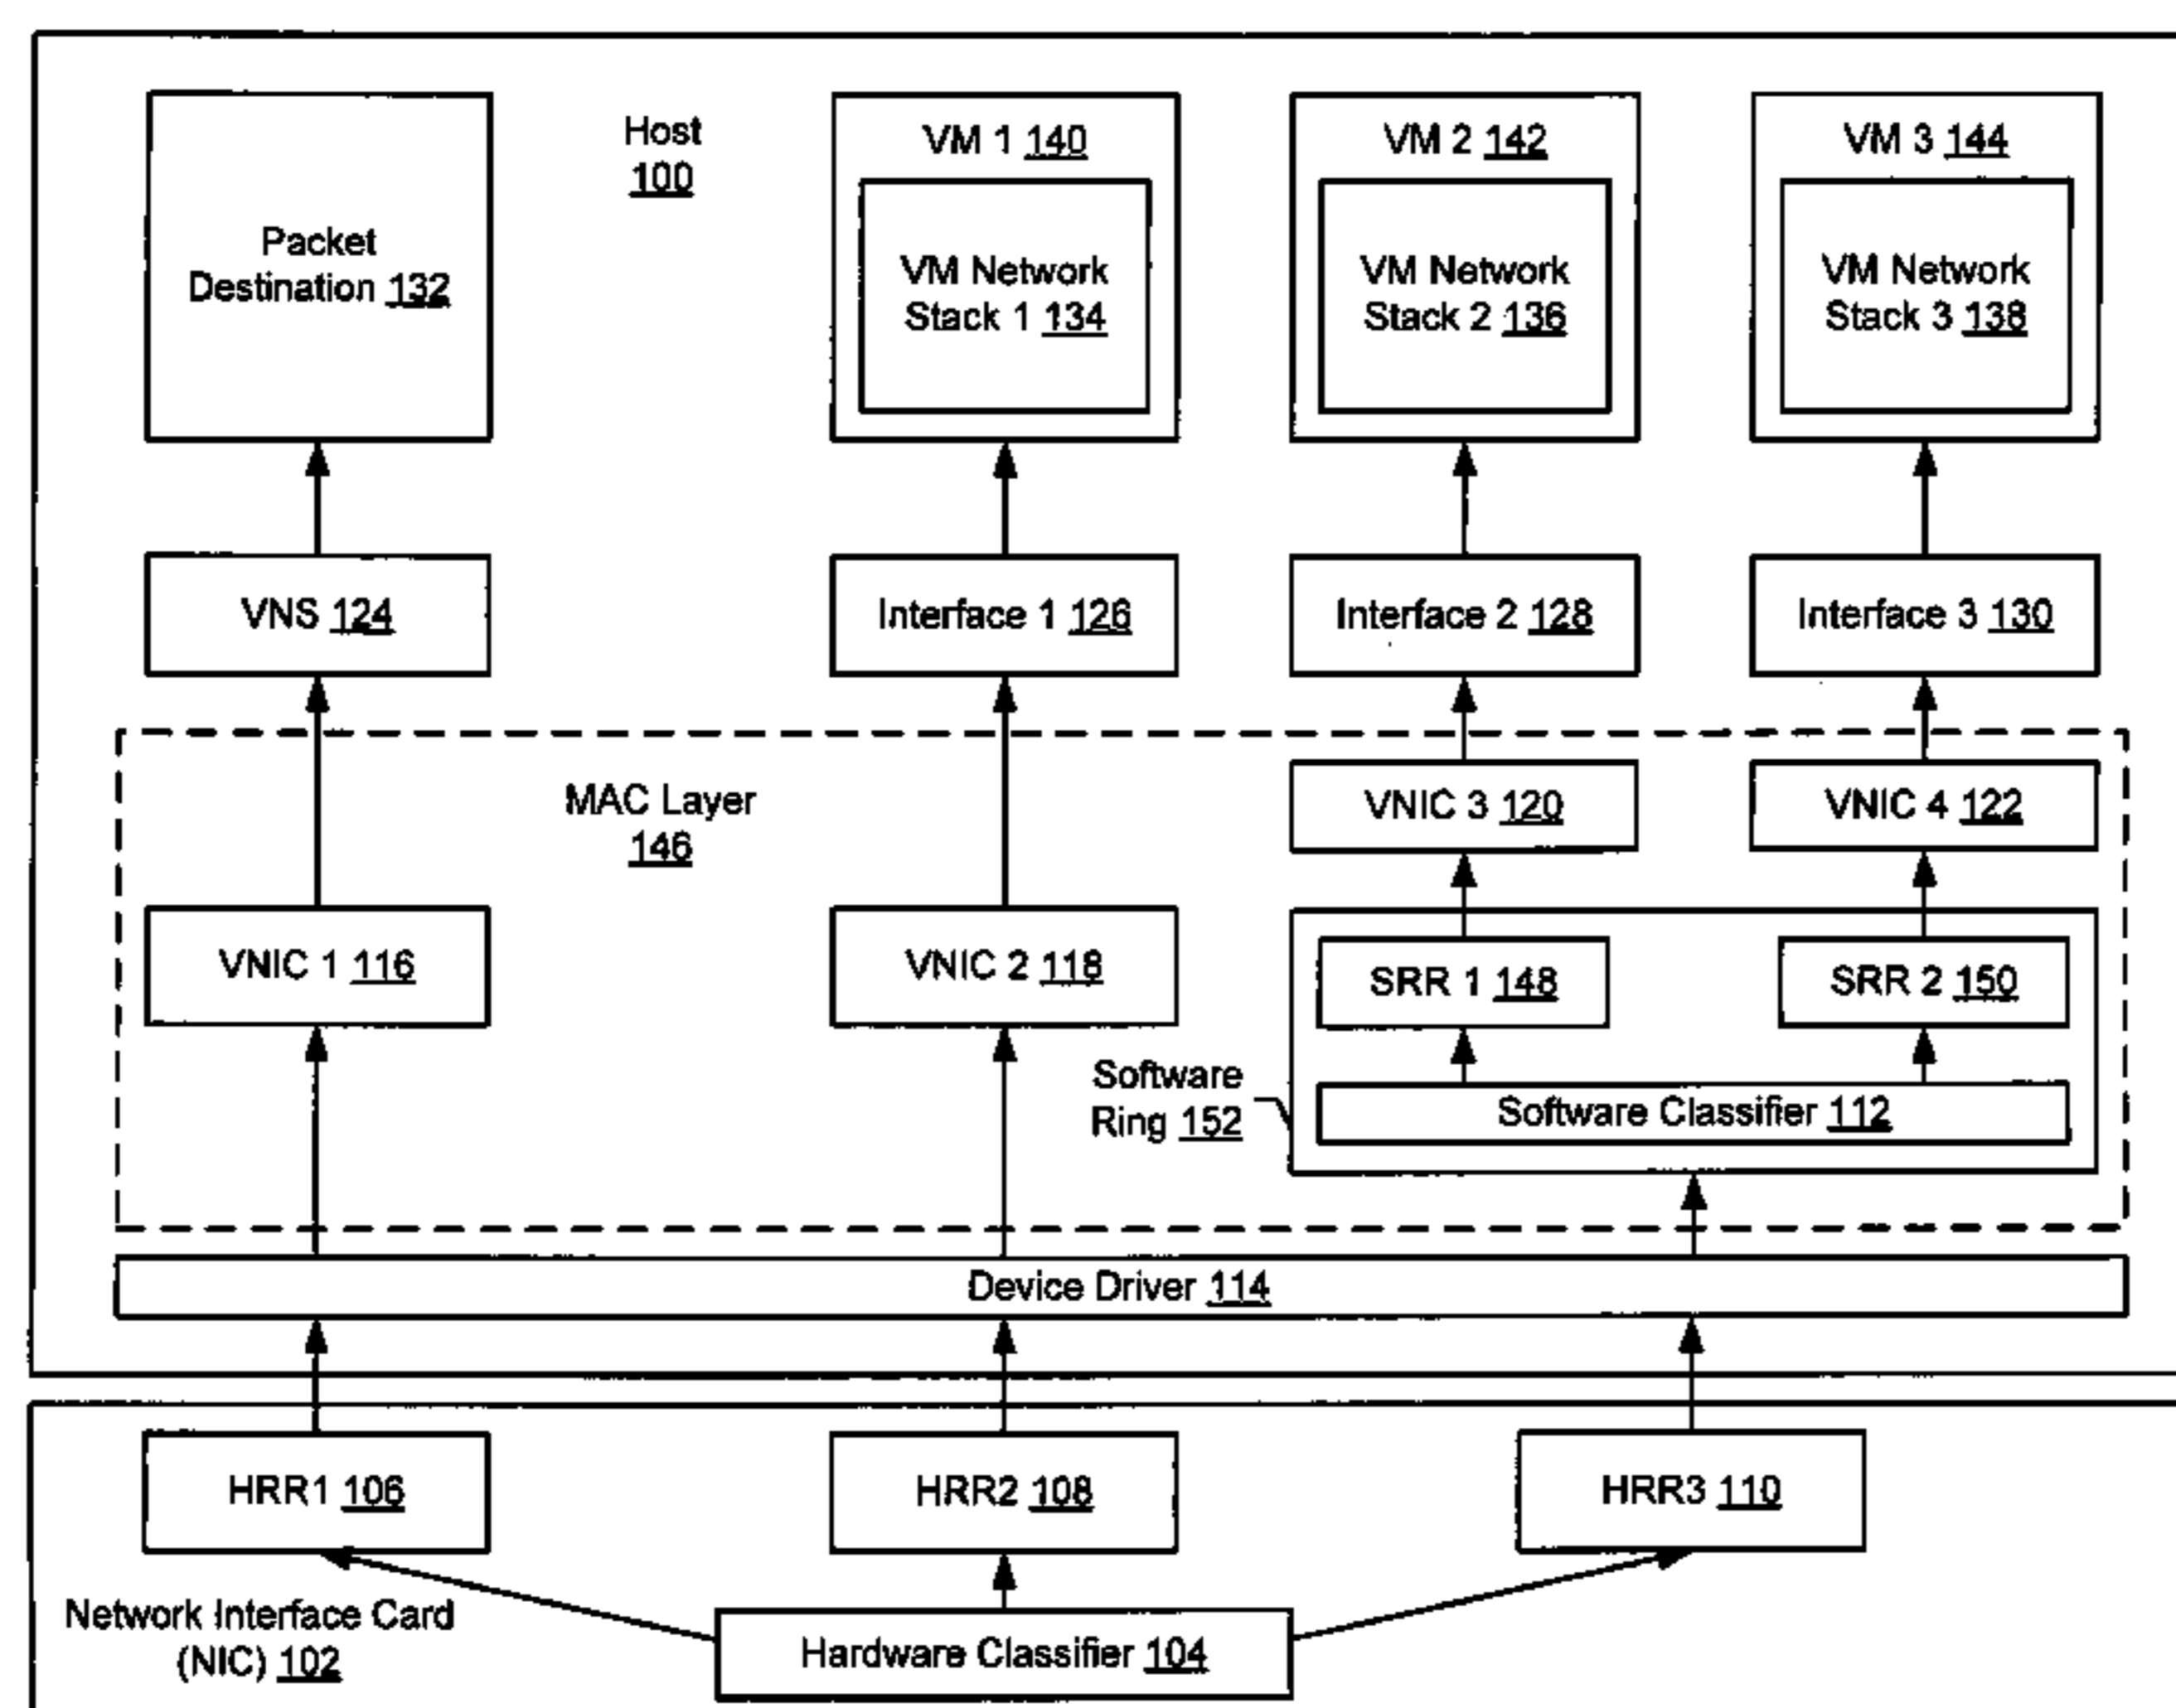 Host
100
VM 1 140
VM 2 142
VM 3 144
Packet
Destination 132
VM Network
Stack 1 134
VM Network
Stack 2 136
VM Network
Stack 3 138
VNS 124
Interface 1 126
Interface 2 128
Interface 3 130
MAC Layer
146
VNIC 3 120
VNIC 4 122
VNIC 1 116
VNIC 2 118
SRR 1 148
SRR 2 150
Software
Ring 152
Software Classifier 112
Device Driver 114
HRR1 106
HRR2 108
HRR3 110
Network Interface Card
(NIC) 102
Hardware Classifier 104